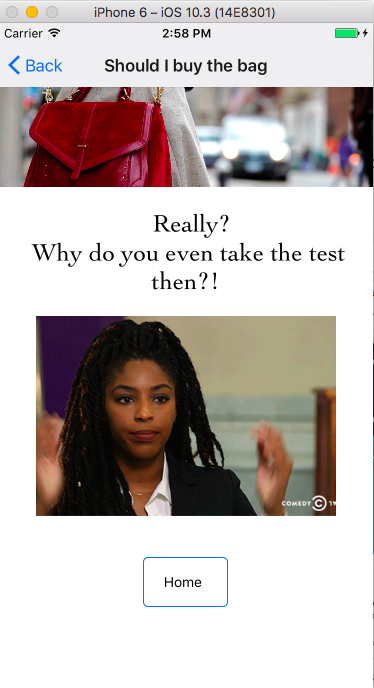 iPhone 6 – iOS 10.3 (14E8301)
Carrier 2:58 PM
Back Should I buy the bag
Really?
Why do you even take the test
then?!
COMEDY C TV
Home